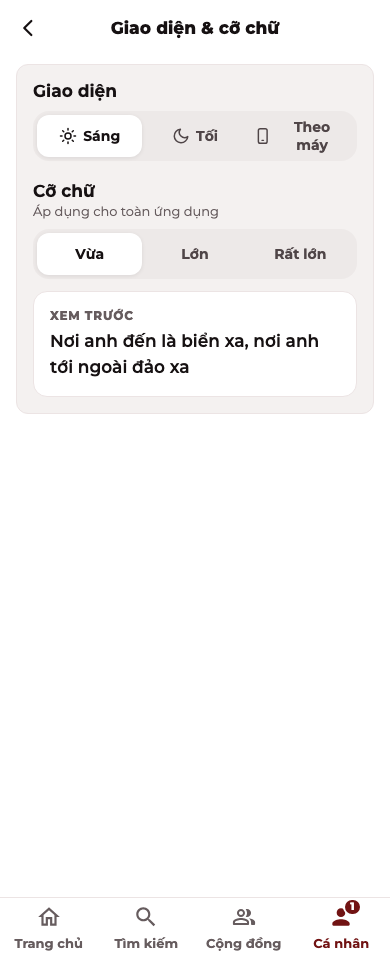 Giao diện & cỡ chữ
Giao diện
Sáng
Tối
Theo
máy
Cỡ chữ
Áp dụng cho toàn ứng dụng
Vừa
Lớn
Rất lớn
XEM TRƯỚC
Nơi anh đến là biển xa, nơi anh
tới ngoài đảo xa
1
Trang chủ
Tìm kiếm
Cộng đồng
Cá nhân